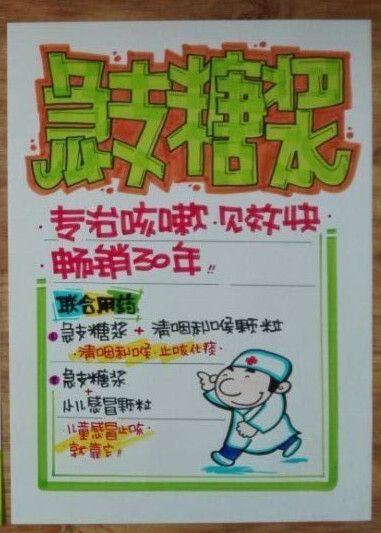 急支糖浆
·专治咳嗽·见效快·
·畅销30年!!
联合用药
1 急支糖浆 + 清咽利喉颗粒
·清咽利喉·止咳化痰·
2 急支糖浆
+
小儿感冒颗粒
·儿童感冒止咳·
就靠它!!